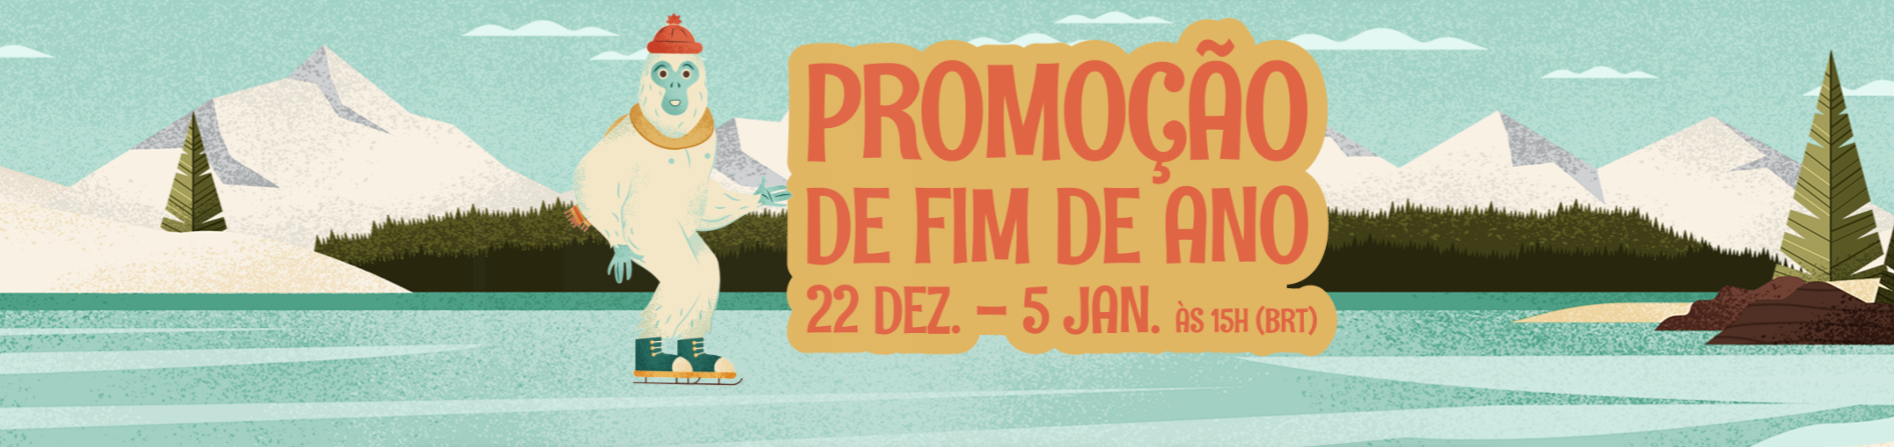 PROMOÇÃO
DE FIM DE ANO
22 DEZ. – 5 JAN. ÀS 15H (BRT)